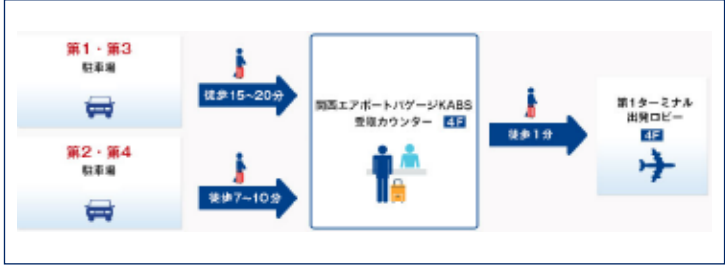 第1・第3
駐車場
徒歩15~20分
第2・第4
駐車場
徒歩7~10分
関西エアポートバゲージKABS
受取カウンター 4F
徒歩1分
第1ターミナル
出発ロビー
4F